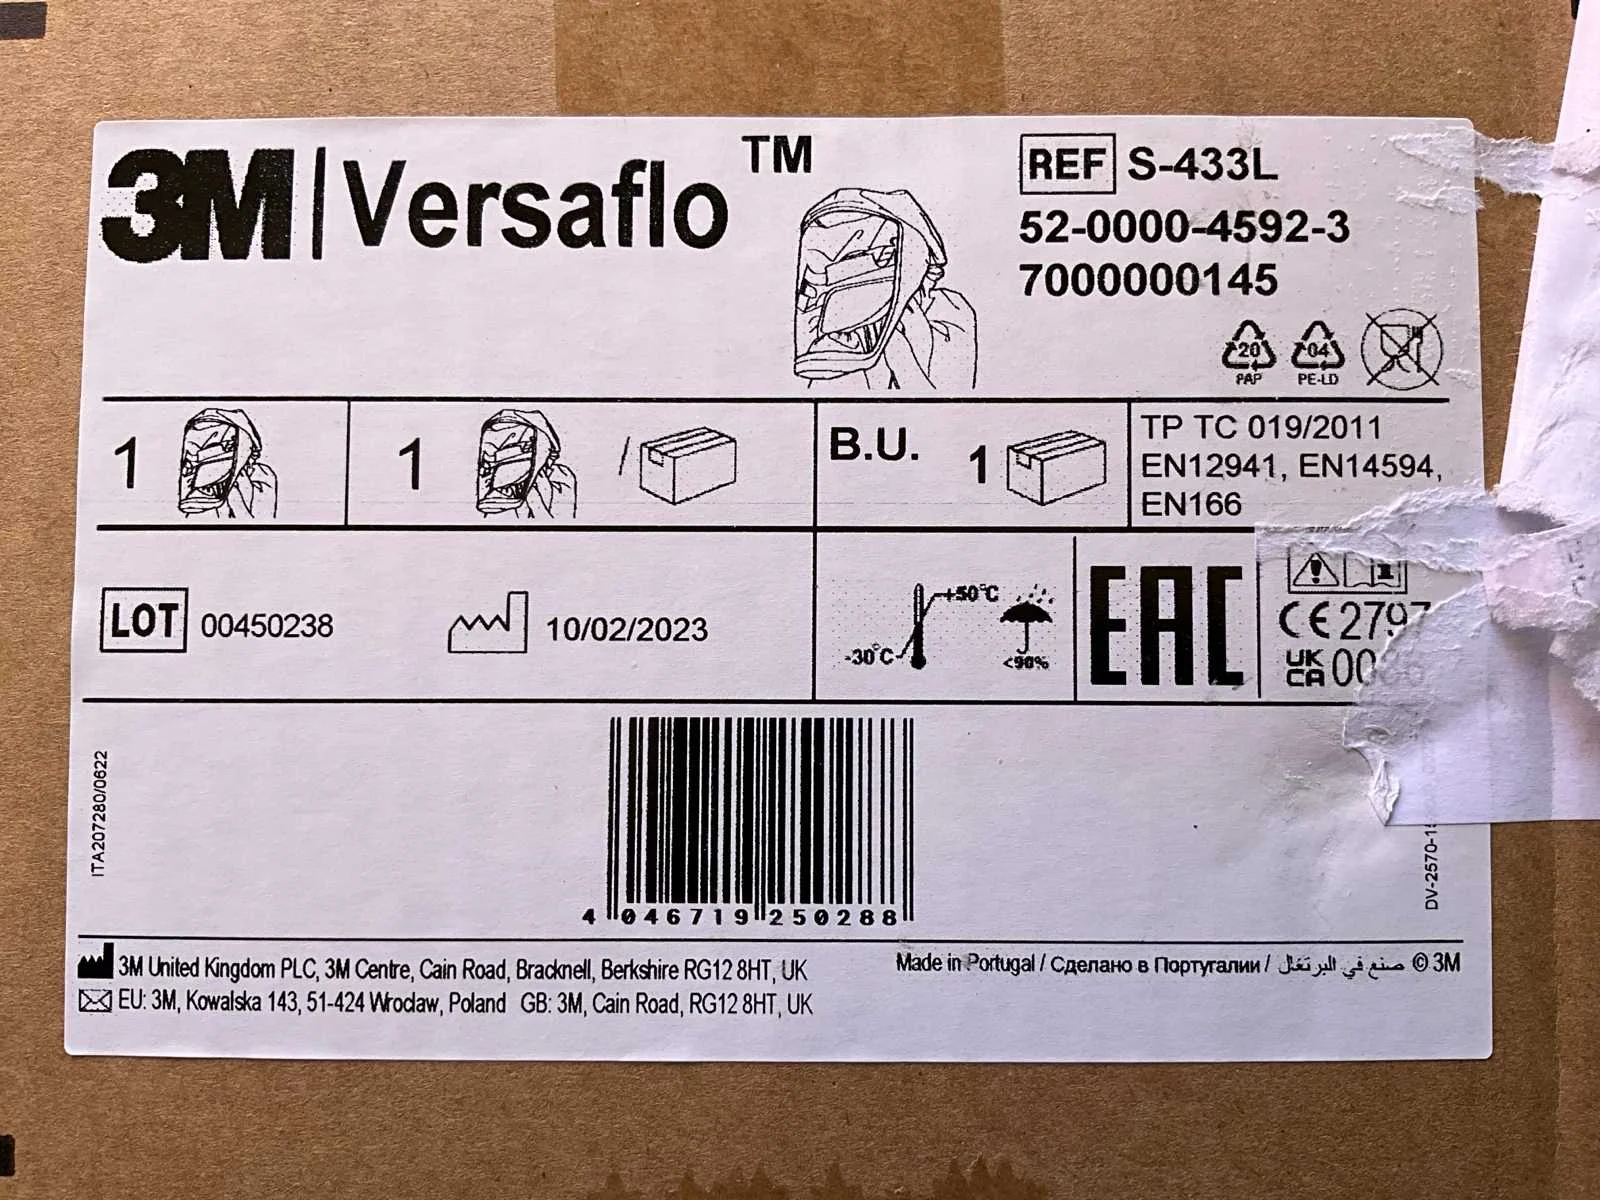 3M | Versaflo ™
REF S-433L
52-0000-4592-3
7000000145
20 04
PAP PE-LD
1 1 / B.U. 1
TP TC 019/2011
EN12941, EN14594,
EN166
LOT 00450238 10/02/2023
+50°C
-30°C <90%
EAC
CE 2797
UK
CA
ITA207280/0622
4 046719 250288
DV-2570-1
3M United Kingdom PLC, 3M Centre, Cain Road, Bracknell, Berkshire RG12 8HT, UK
EU: 3M, Kowalska 143, 51-424 Wrocław, Poland GB: 3M, Cain Road, RG12 8HT, UK
Made in Portugal / Сделано в Португалии / صنع في البرتغال © 3M